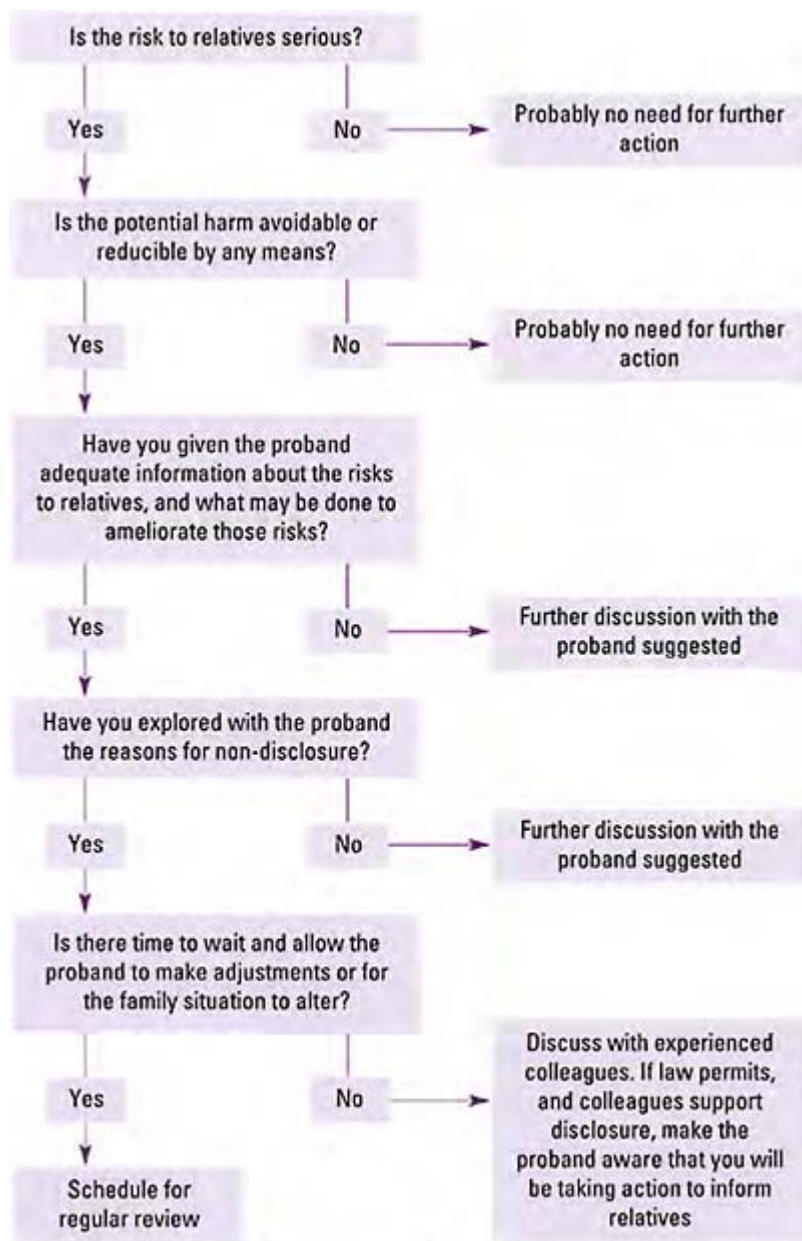 Is the risk to relatives serious?
Yes
No
Probably no need for further
action
Is the potential harm avoidable or
reducible by any means?
Yes
No
Probably no need for further
action
Have you given the proband
adequate information about the risks
to relatives, and what may be done to
ameliorate those risks?
Yes
No
Further discussion with the
proband suggested
Have you explored with the proband
the reasons for non-disclosure?
Yes
No
Further discussion with the
proband suggested
Is there time to wait and allow the
proband to make adjustments or for
the family situation to alter?
Yes
No
Discuss with experienced
colleagues. If law permits,
and colleagues support
disclosure, make the
proband aware that you will
be taking action to inform
relatives
Schedule for
regular review